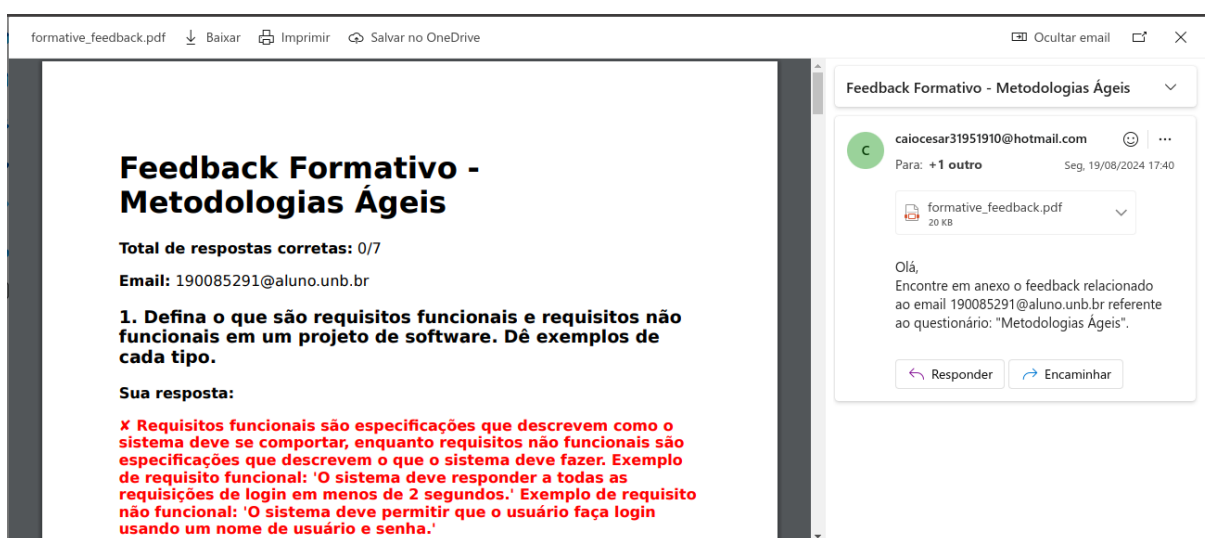 formative_feedback.pdf Baixar Imprimir Salvar no OneDrive Ocultar email
Feedback Formativo -
Metodologias Ágeis
Total de respostas corretas: 0/7
Email: 190085291@aluno.unb.br
1. Defina o que são requisitos funcionais e requisitos não
funcionais em um projeto de software. Dê exemplos de
cada tipo.
Sua resposta:
✘ Requisitos funcionais são especificações que descrevem como o
sistema deve se comportar, enquanto requisitos não funcionais são
especificações que descrevem o que o sistema deve fazer. Exemplo
de requisito funcional: 'O sistema deve responder a todas as
requisições de login em menos de 2 segundos.' Exemplo de requisito
não funcional: 'O sistema deve permitir que o usuário faça login
usando um nome de usuário e senha.'
Feedback Formativo - Metodologias Ágeis
C
caiocesar31951910@hotmail.com
Para: +1 outro Seg, 19/08/2024 17:40
formative_feedback.pdf
20 KB
Olá,
Encontre em anexo o feedback relacionado
ao email 190085291@aluno.unb.br referente
ao questionário: "Metodologias Ágeis".
Responder Encaminhar